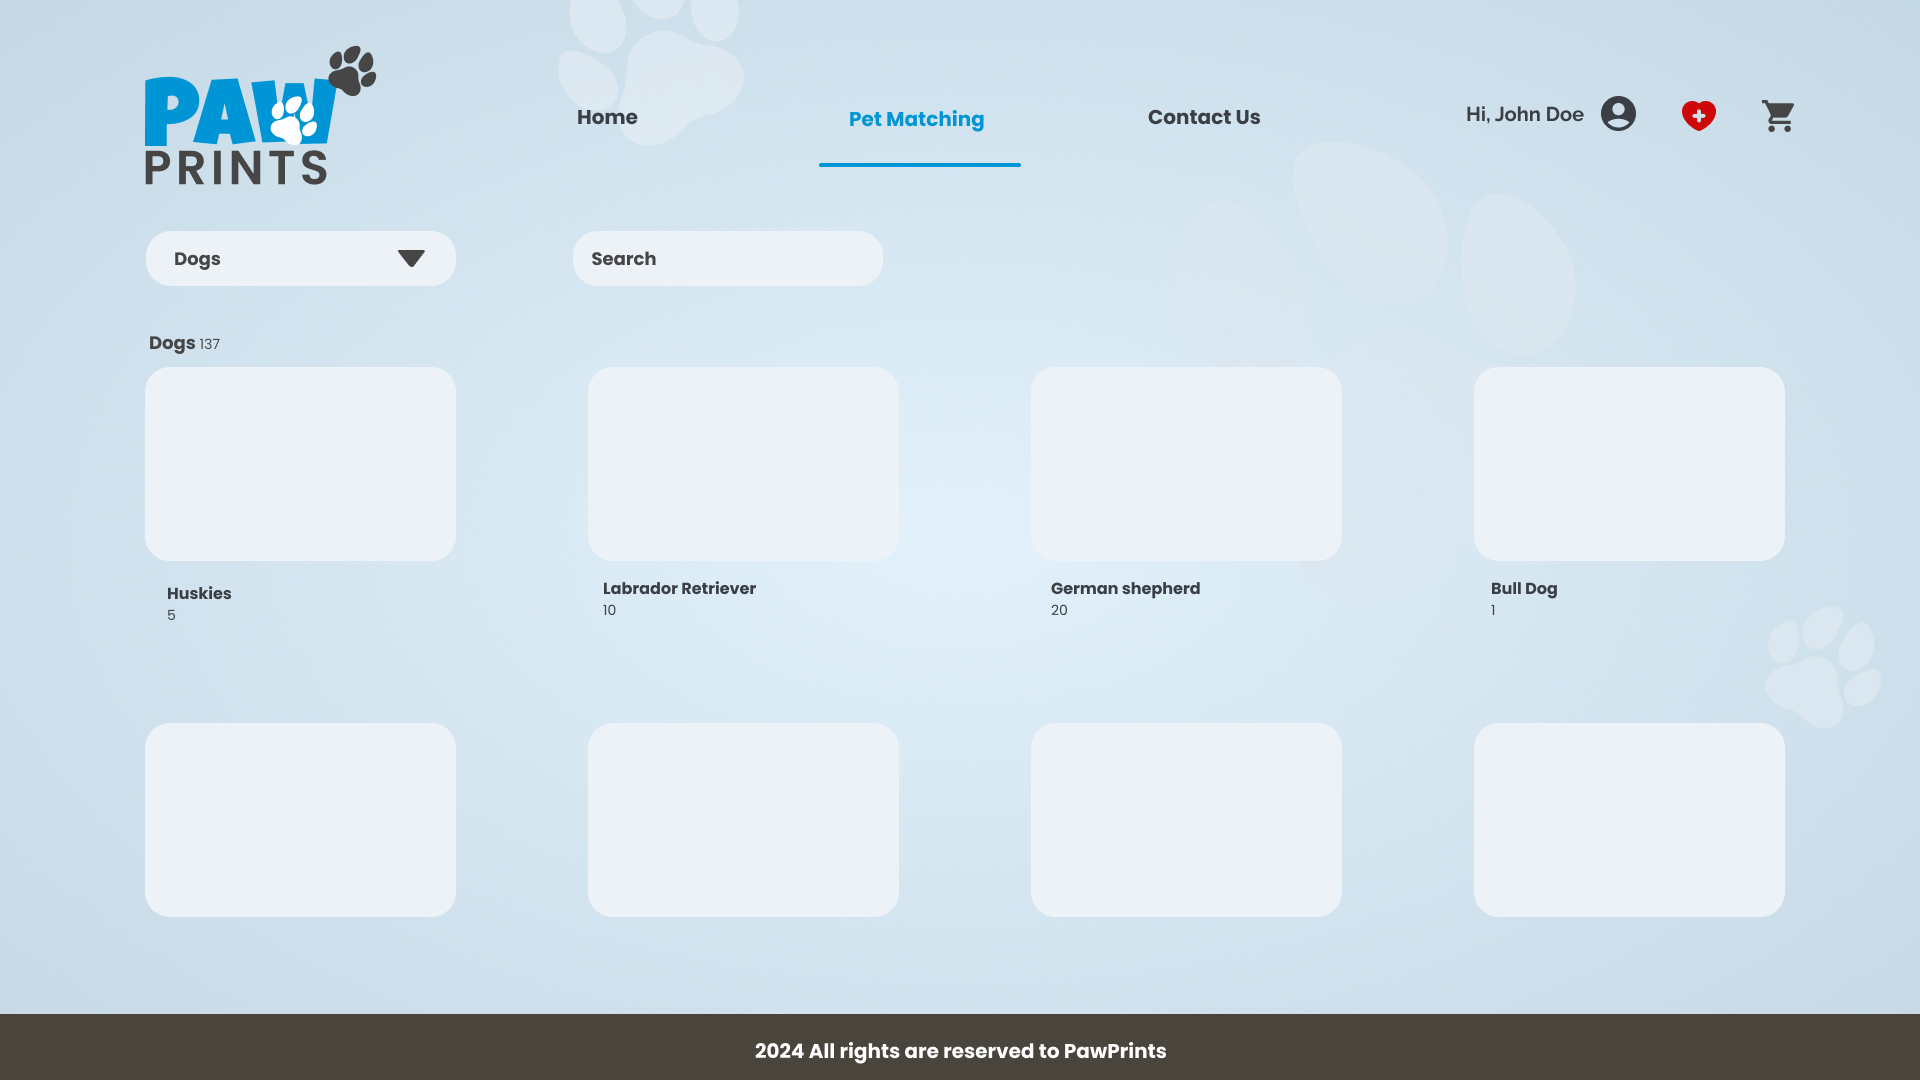 PAW
PRINTS
Home
Pet Matching
Contact Us
Hi, John Doe
Dogs
Search
Dogs 137
Huskies
5
Labrador Retriever
10
German shepherd
20
Bull Dog
1
2024 All rights are reserved to PawPrints